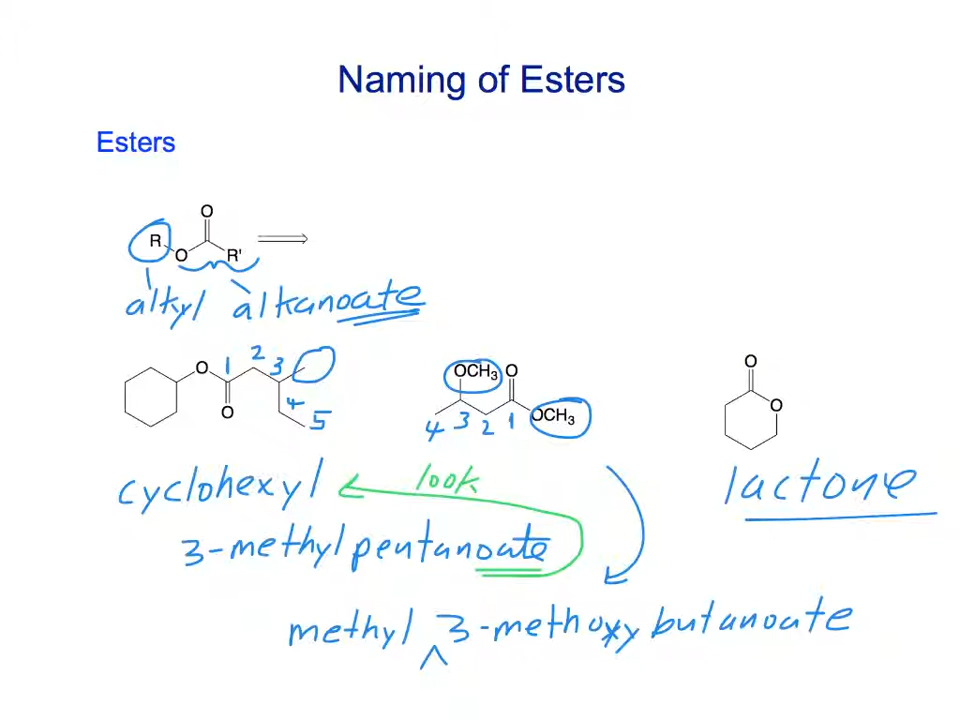 Naming of Esters
Esters
O
R O R'
alkyl alkanoate
O 1 2 3
4
O 5
OCH3 O
4 3 2 1 OCH3
O
O
cyclohexyl look
lactone
3-methylpentanoate
methyl 3-methoxybutanoate